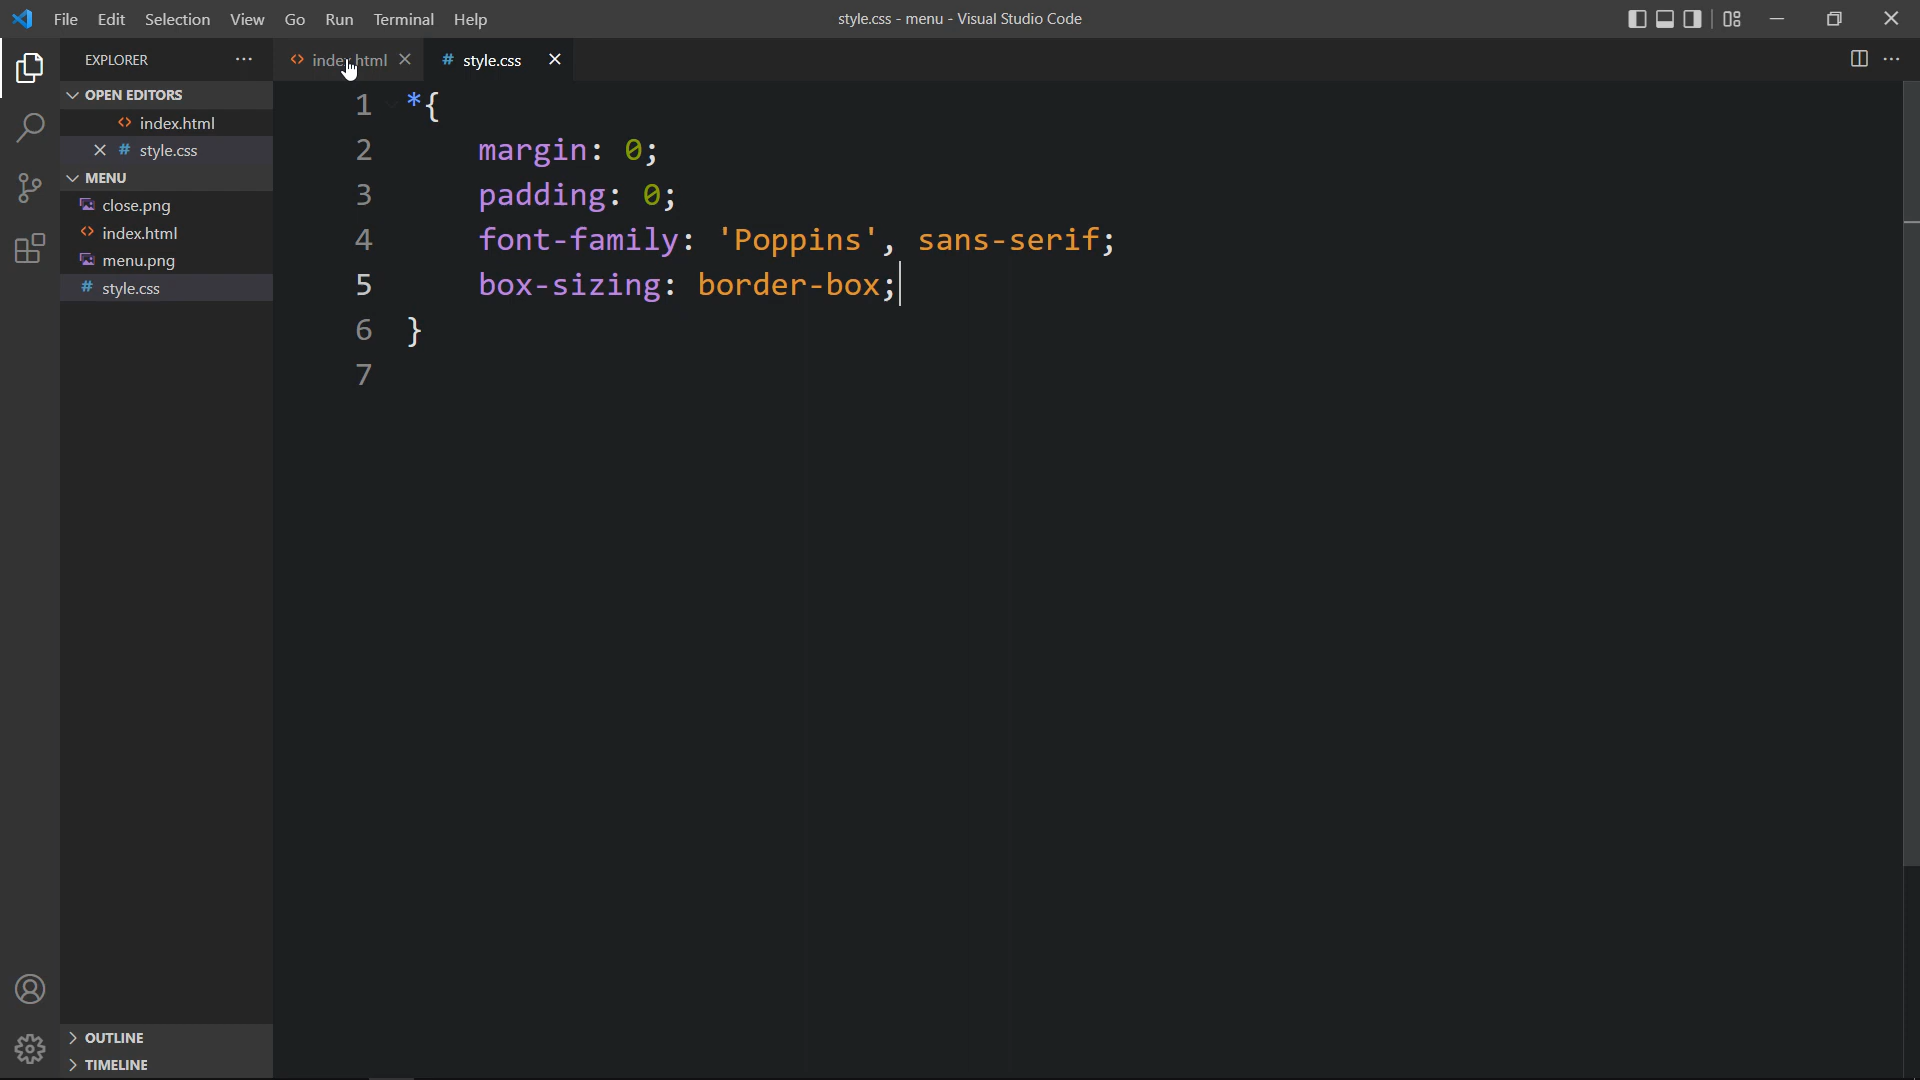 File Edit Selection View Go Run Terminal Help
style.css - menu - Visual Studio Code
EXPLORER
OPEN EDITORS
index.html
style.css
MENU
close.png
index.html
menu.png
style.css
OUTLINE
TIMELINE
index.html
style.css
1 *{
2 margin: 0;
3 padding: 0;
4 font-family: 'Poppins', sans-serif;
5 box-sizing: border-box;
6 }
7